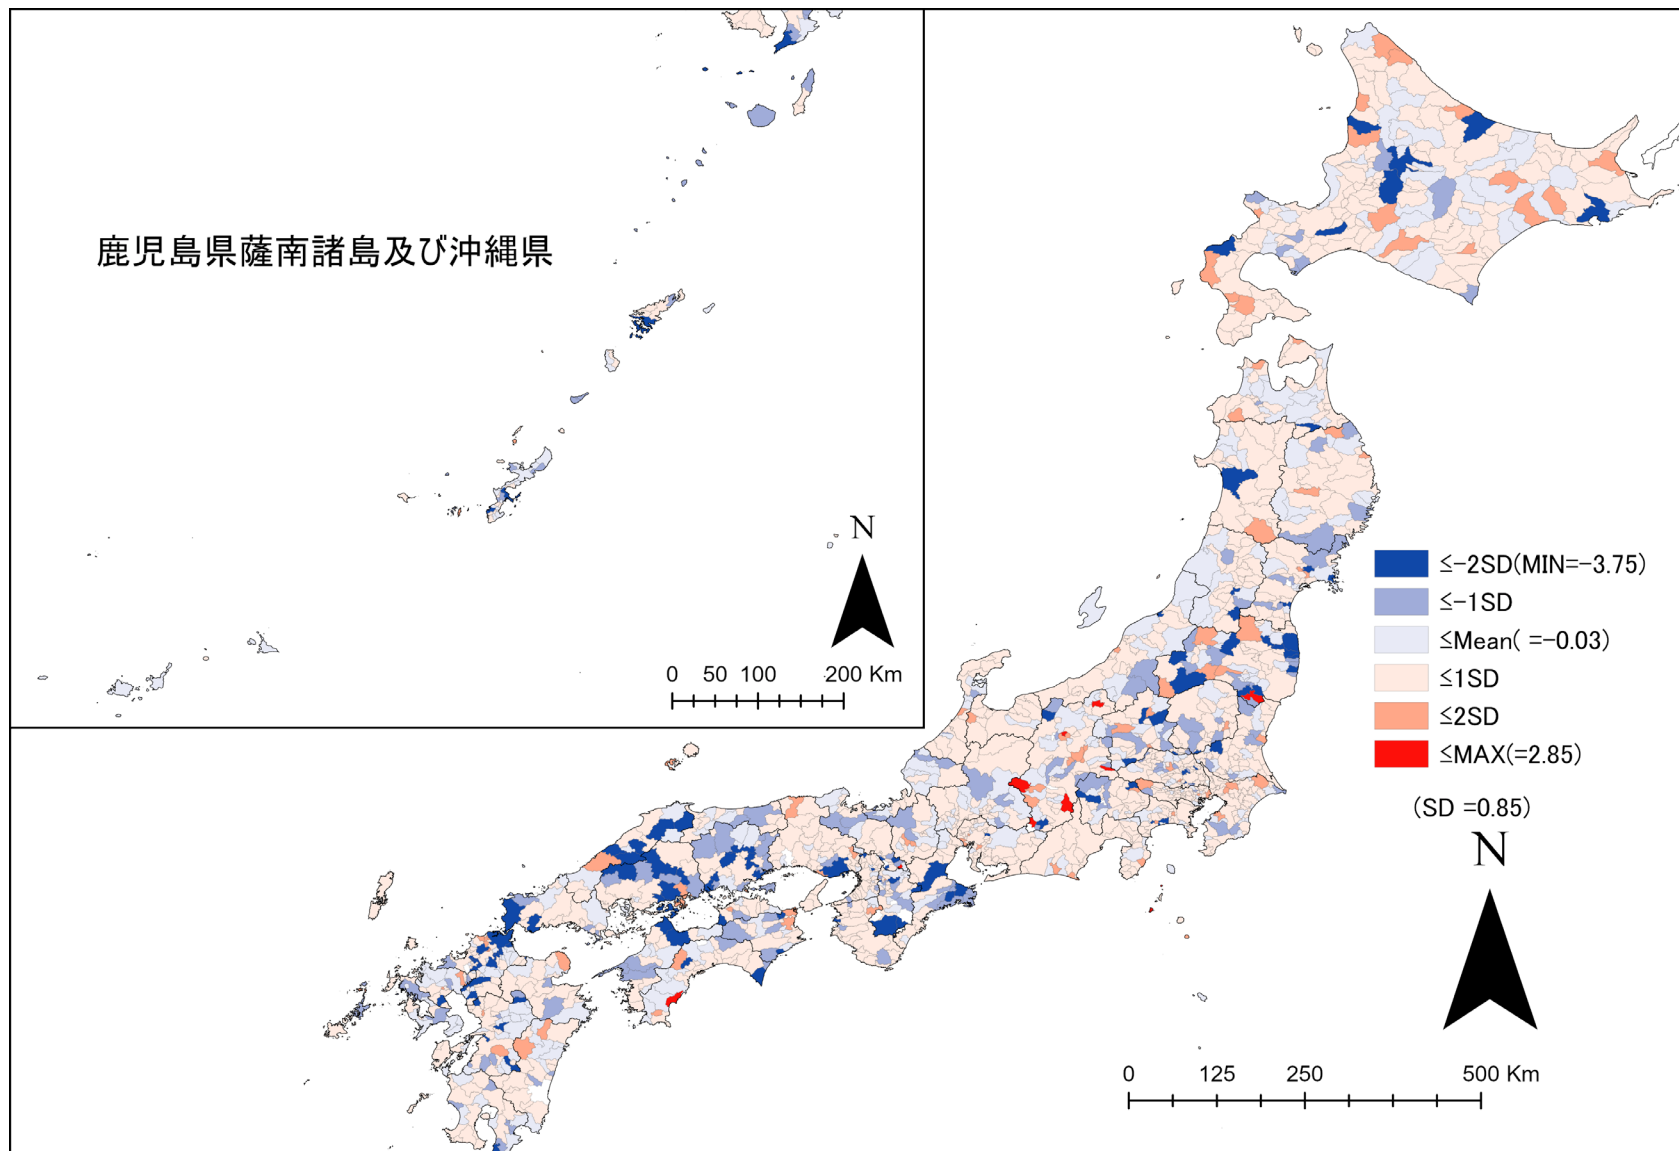 鹿児島県薩南諸島及び沖縄県
N
0 50 100 200 Km
≤-2SD(MIN=-3.75)
≤-1SD
≤Mean( =-0.03)
≤1SD
≤2SD
≤MAX(=2.85)
(SD =0.85)
N
0 125 250 500 Km